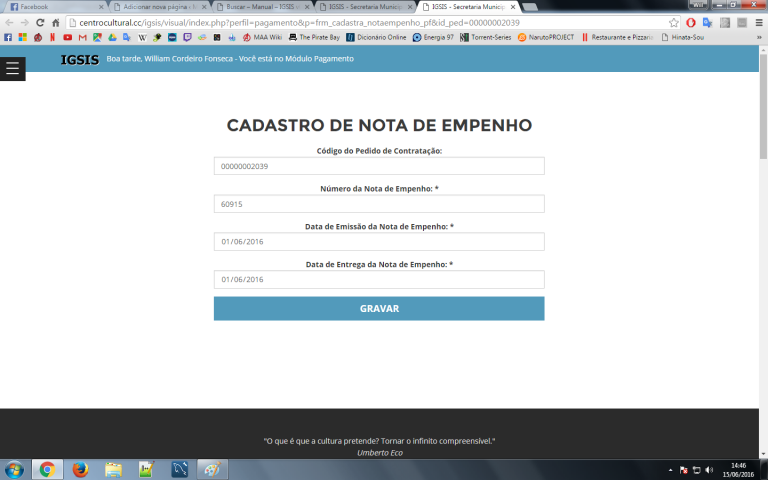 Facebook
Adicionar nova página ‹
Buscar – Manual – IGSIS
IGSIS - Secretaria Municip
IGSIS - Secretaria Municip
Will
centrocultural.cc/igsis/visual/index.php?perfil=pagamento&p=frm_cadastra_notaempenho_pf&id_ped=00000002039
MAA Wiki
The Pirate Bay
Dicionário Online
Energia 97
Torrent-Series
NarutoPROJECT
Restaurante e Pizzaria
Hinata-Sou
»
IGSIS Boa tarde, William Cordeiro Fonseca - Você está no Módulo Pagamento
CADASTRO DE NOTA DE EMPENHO
Código do Pedido de Contratação:
00000002039
Número da Nota de Empenho: *
60915
Data de Emissão da Nota de Empenho: *
01/06/2016
Data de Entrega da Nota de Empenho: *
01/06/2016
GRAVAR
"O que é que a cultura pretende? Tornar o infinito compreensível."
Umberto Eco
14:46
15/06/2016